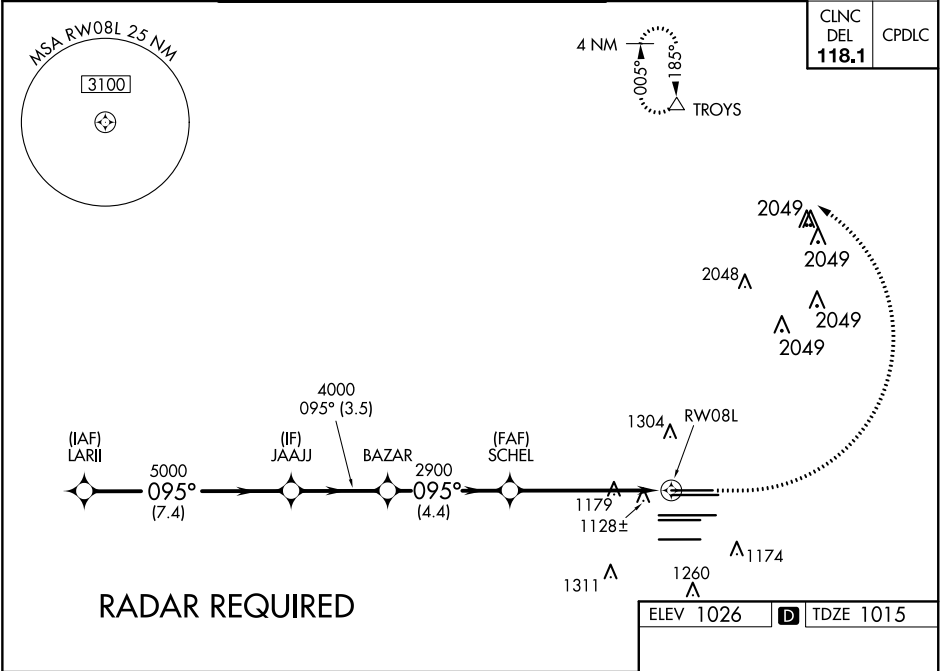 MSA RW08L 25 NM
3100
4 NM
005°
185°
TROYS
CLNC
DEL
118.1
CPDLC
2049
2049
2048
2049
2049
4000
095° (3.5)
1304
RW08L
(IAF)
LARII
5000
095°
(7.4)
(IF)
JAAJJ
BAZAR
2900
095°
(4.4)
(FAF)
SCHEL
1179
1128±
1174
1311
1260
RADAR REQUIRED
ELEV 1026
D
TDZE 1015